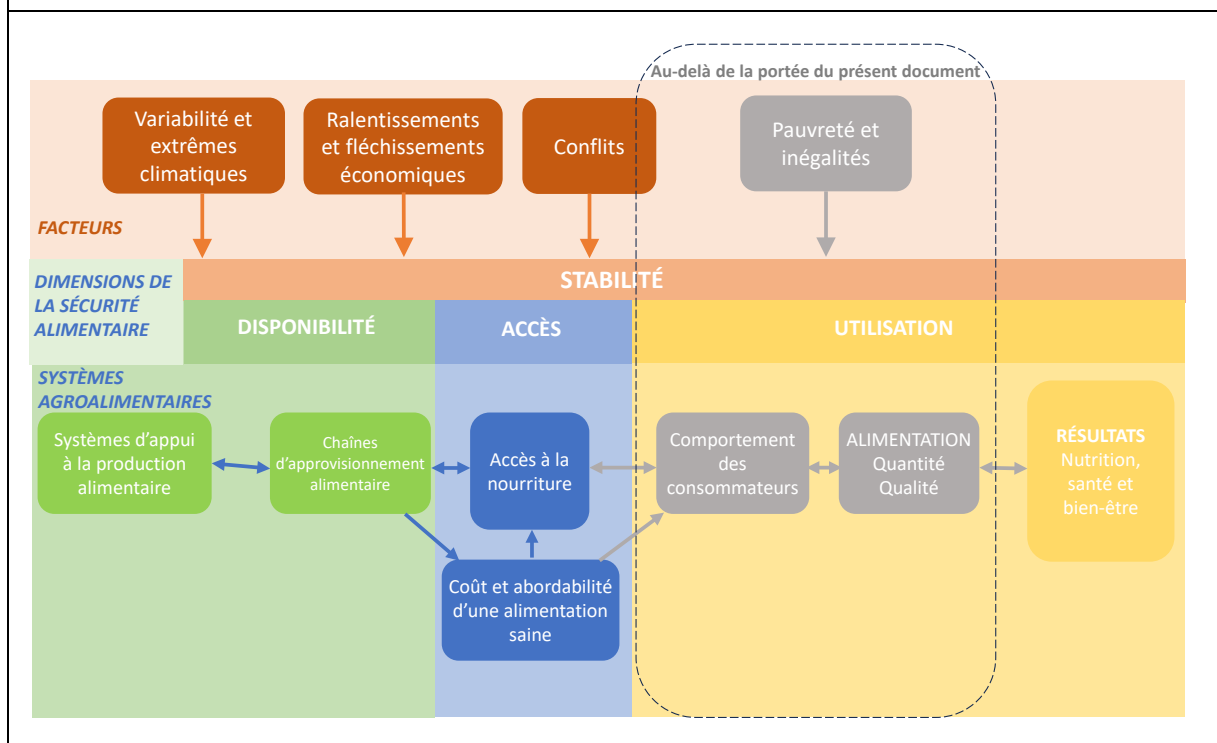 Au-delà de la portée du présent document
Variabilité et
extrêmes
climatiques
Ralentissements
et fléchissements
économiques
Conflits
Pauvreté et
inégalités
FACTEURS
DIMENSIONS DE
LA SÉCURITÉ
ALIMENTAIRE
STABILITÉ
DISPONIBILITÉ
ACCÈS
UTILISATION
SYSTÈMES
AGROALIMENTAIRES
Systèmes d'appui
à la production
alimentaire
Chaînes
d'approvisionnement
alimentaire
Accès à la
nourriture
Comportement
des
consommateurs
ALIMENTATION
Quantité
Qualité
RÉSULTATS
Nutrition,
santé et
bien-être
Coût et abordabilité
d'une alimentation
saine